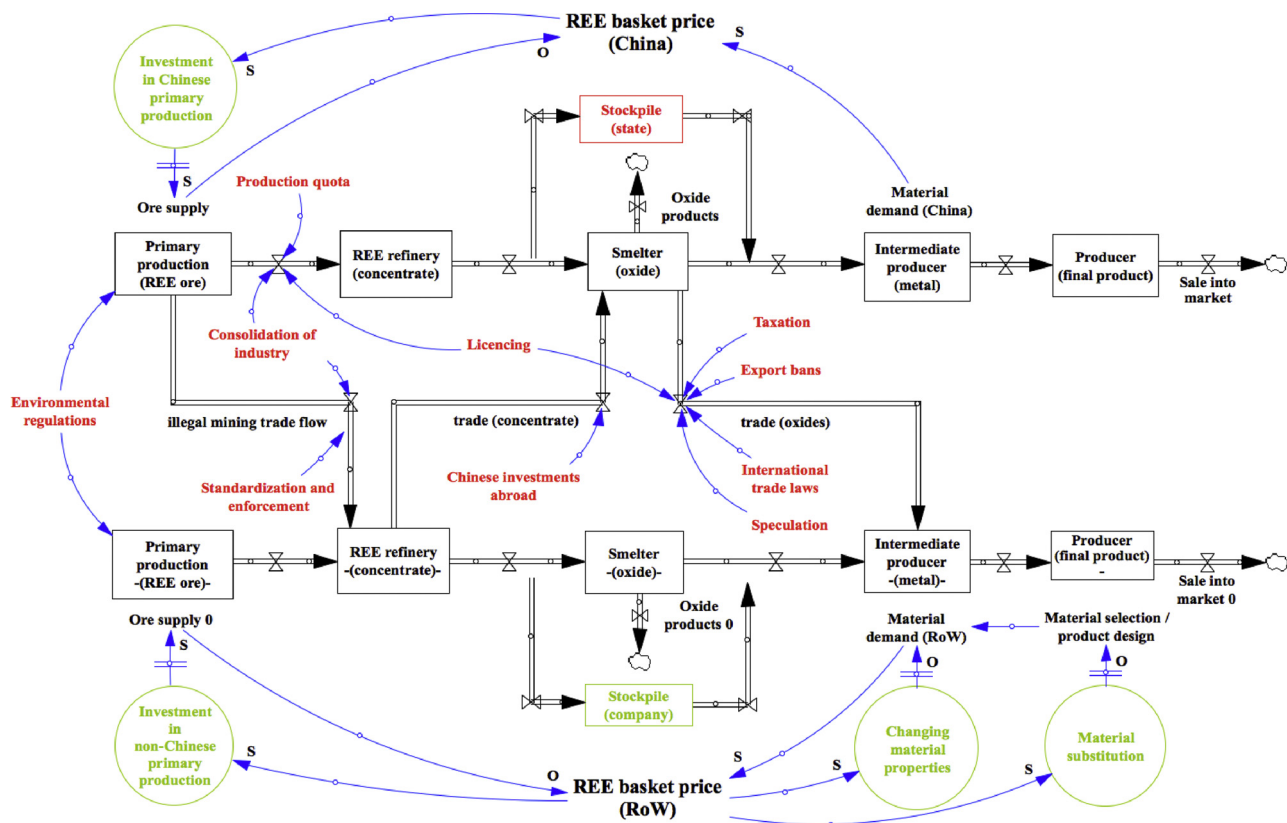 REE basket price
(China)
S
O
S
Investment
in Chinese
primary
production
S
Ore supply
Production quota
Stockpile
(state)
Oxide
products
Material
demand (China)
Primary
production
(REE ore)
REE refinery
(concentrate)
Smelter
(oxide)
Intermediate
producer
(metal)
Producer
(final product)
Sale into
market
Consolidation of
industry
Licencing
Taxation
Export bans
Environmental
regulations
illegal mining trade flow
trade (concentrate)
trade (oxides)
Standardization and
enforcement
Chinese investments
abroad
International
trade laws
Speculation
Primary
production
-(REE ore)-
REE refinery
-(concentrate)-
Smelter
-(oxide)-
Intermediate
producer
-(metal)-
Producer
(final product)
-
Sale into
market 0
Ore supply 0
S
Oxide
products 0
Material
demand (RoW)
Material selection /
product design
O
O
Investment
in
non-Chinese
primary
production
S
Stockpile
(company)
Changing
material
properties
Material
substitution
O
S
S
S
REE basket price
(RoW)